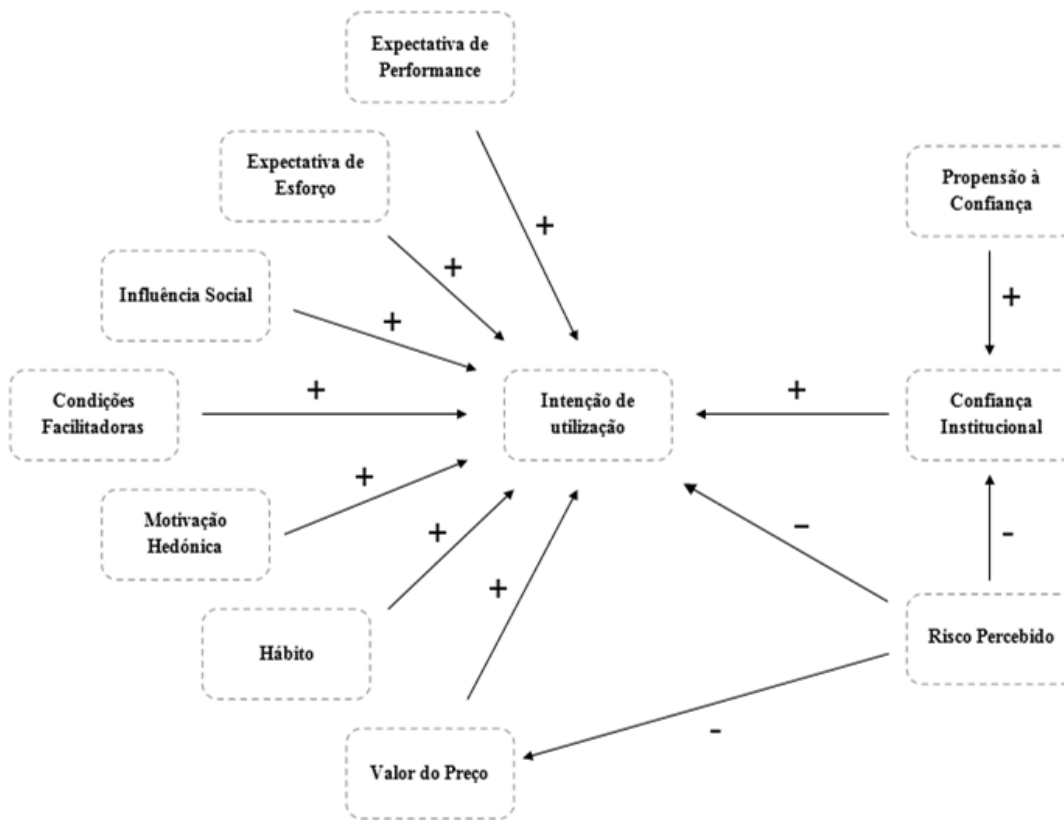 Expectativa de
Performance
Expectativa de
Esforço
Propensão à
Confiança
+
+
Influência Social
+
+
Condições
Facilitadoras
+
Intenção de
utilização
+
Confiança
Institucional
Motivação
Hedónica
+
+
-
-
+
Hábito
Risco Percebido
Valor do Preço
-